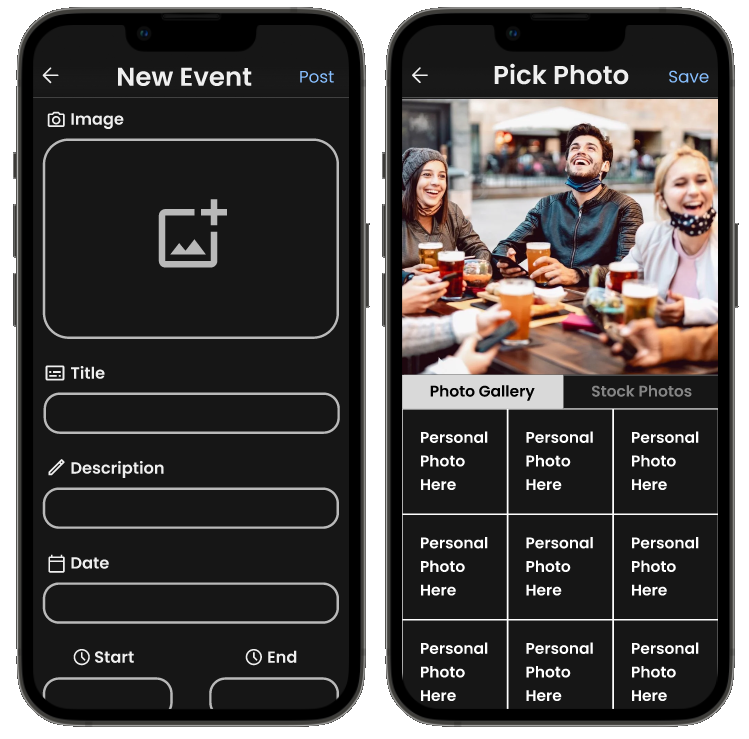 New Event
Post
Image
Title
Description
Date
Start
End
Pick Photo
Save
Photo Gallery
Stock Photos
Personal
Photo
Here
Personal
Photo
Here
Personal
Photo
Here
Personal
Photo
Here
Personal
Photo
Here
Personal
Photo
Here
Personal
Photo
Here
Personal
Photo
Here
Personal
Photo
Here